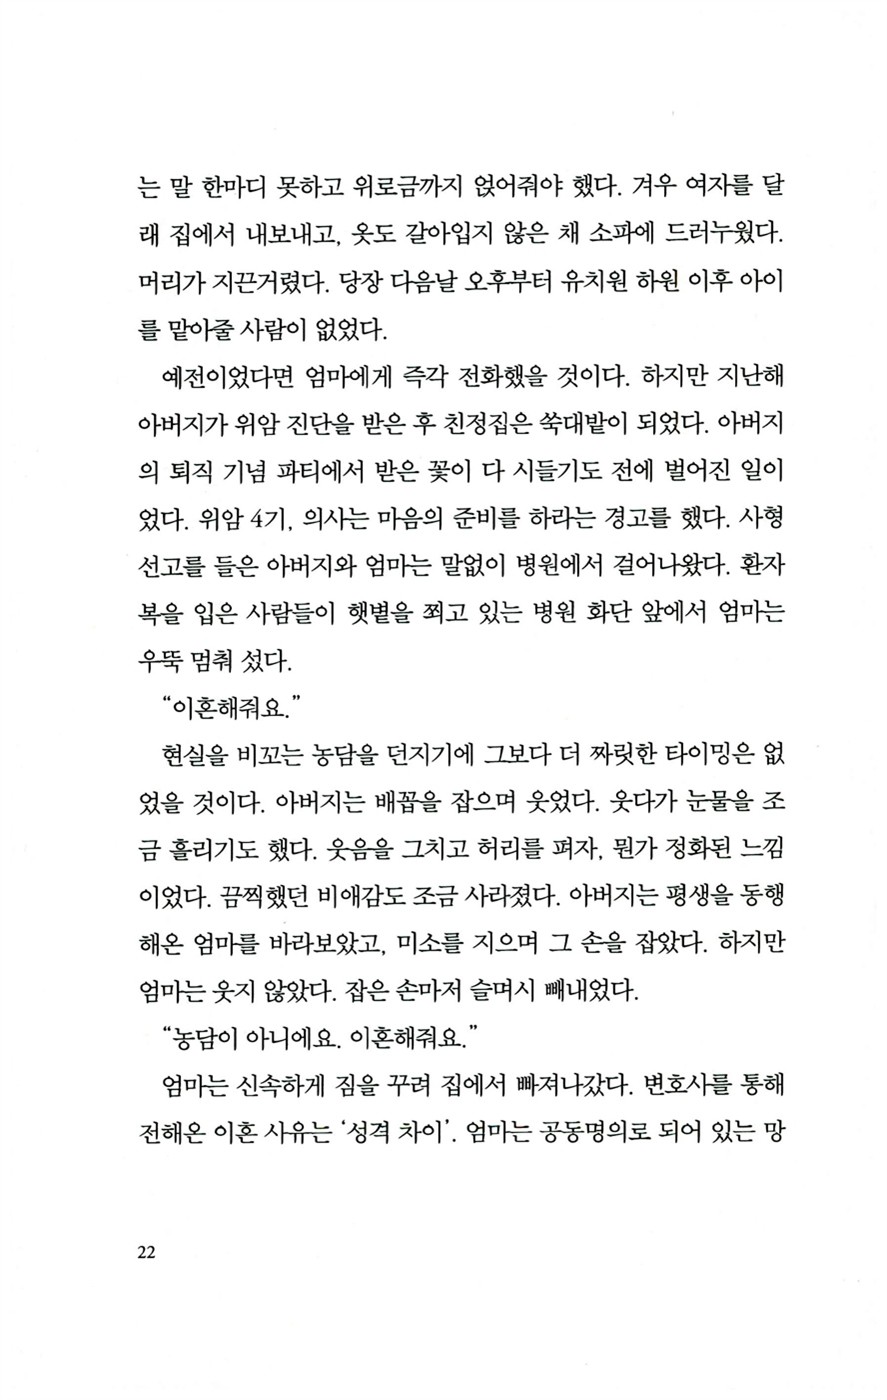 는 말 한마디 못하고 위로금까지 얹어줘야 했다. 겨우 여자를 달
래 집에서 내보내고, 옷도 갈아입지 않은 채 소파에 드러누웠다.
머리가 지끈거렸다. 당장 다음날 오후부터 유치원 하원 이후 아이
를 맡아줄 사람이 없었다.
예전이었다면 엄마에게 즉각 전화했을 것이다. 하지만 지난해
아버지가 위암 진단을 받은 후 친정집은 쑥대밭이 되었다. 아버지
의 퇴직 기념 파티에서 받은 꽃이 다 시들기도 전에 벌어진 일이
었다. 위암 4기, 의사는 마음의 준비를 하라는 경고를 했다. 사형
선고를 들은 아버지와 엄마는 말없이 병원에서 걸어나왔다. 환자
복을 입은 사람들이 햇볕을 쬐고 있는 병원 화단 앞에서 엄마는
우뚝 멈춰 섰다.
“이혼해줘요.”
현실을 비꼬는 농담을 던지기에 그보다 더 짜릿한 타이밍은 없
었을 것이다. 아버지는 배꼽을 잡으며 웃었다. 웃다가 눈물을 조
금 흘리기도 했다. 웃음을 그치고 허리를 펴자, 뭔가 정화된 느낌
이었다. 끔찍했던 비애감도 조금 사라졌다. 아버지는 평생을 동행
해온 엄마를 바라보았고, 미소를 지으며 그 손을 잡았다. 하지만
엄마는 웃지 않았다. 잡은 손마저 슬며시 빼내었다.
“농담이 아니에요. 이혼해줘요.”
엄마는 신속하게 짐을 꾸려 집에서 빠져나갔다. 변호사를 통해
전해온 이혼 사유는 ‘성격 차이’. 엄마는 공동명의로 되어 있는 망
22